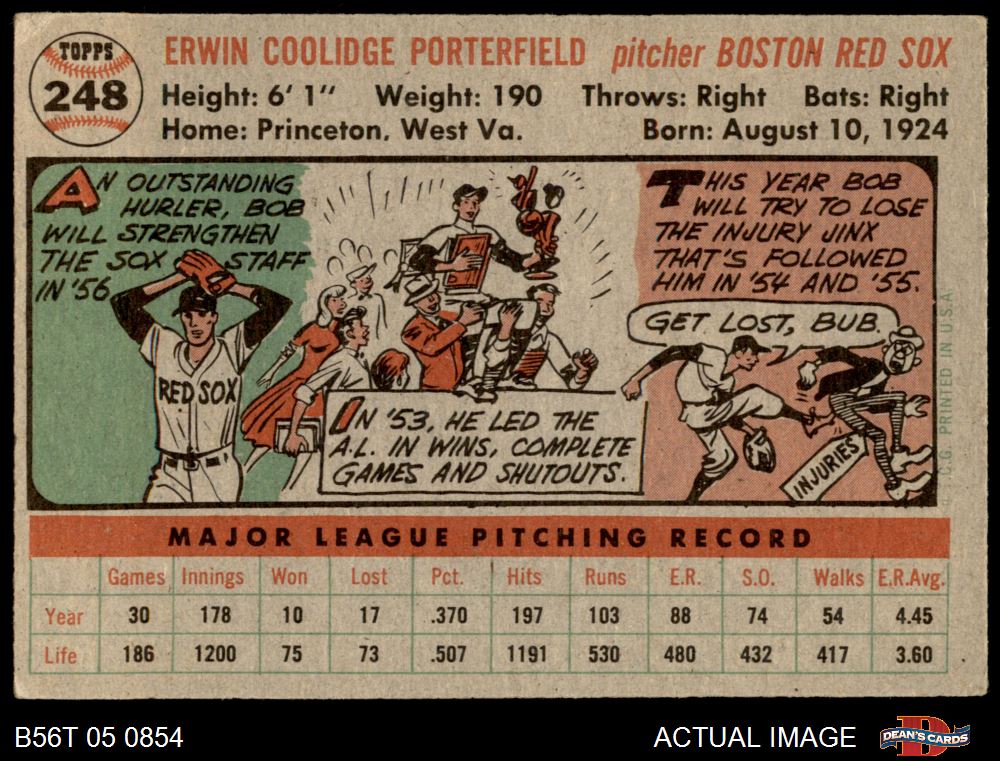 TOPPS
248
ERWIN COOLIDGE PORTERFIELD pitcher BOSTON RED SOX
Height: 6' 1" Weight: 190 Throws: Right Bats: Right
Home: Princeton, West Va. Born: August 10, 1924
AN OUTSTANDING
HURLER, BOB
WILL STRENGTHEN
THE SOX STAFF
IN '56
RED SOX
IN '53, HE LED THE
A.L. IN WINS, COMPLETE
GAMES AND SHUTOUTS.
THIS YEAR BOB
WILL TRY TO LOSE
THE INJURY JINX
THAT'S FOLLOWED
HIM IN '54 AND '55.
GET LOST, BUB.
INJURIES
T.C.G. PRINTED IN U.S.A.
MAJOR LEAGUE PITCHING RECORD
Games Innings Won Lost Pct. Hits Runs E.R. S.O. Walks E.R.Avg.
Year 30 178 10 17 .370 197 103 88 74 54 4.45
Life 186 1200 75 73 .507 1191 530 480 432 417 3.60
B56T 05 0854 ACTUAL IMAGE
D
DEAN'S CARDS